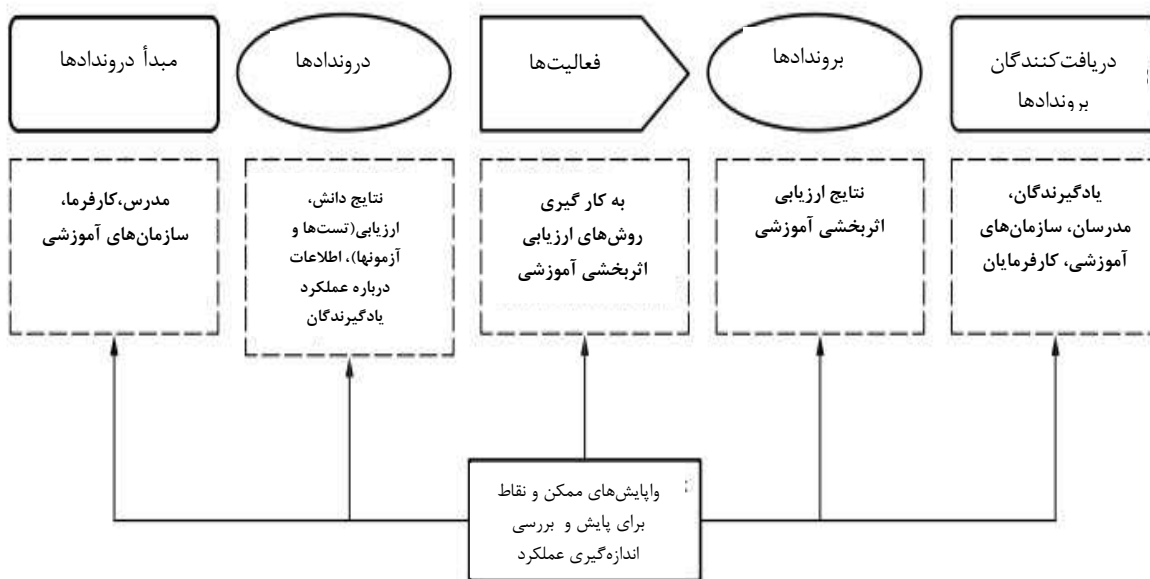 مبدأ دروندادها
دروندادها
فعالیت‌ها
بروندادها
دریافت‌کنندگان
بروندادها
مدرس،کارفرما،
سازمان‌های آموزشی
نتایج دانش،
ارزیابی(تست‌ها و
آزمونها)، اطلاعات
درباره عملکرد
یادگیرندگان
به کار گیری
روش‌های ارزیابی
اثربخشی آموزشی
نتایج ارزیابی
اثربخشی آموزشی
یادگیرندگان،
مدرسان، سازمان‌های
آموزشی، کارفرمایان
واپایش‌های ممکن و نقاط
برای پایش و بررسی
اندازه‌گیری عملکرد